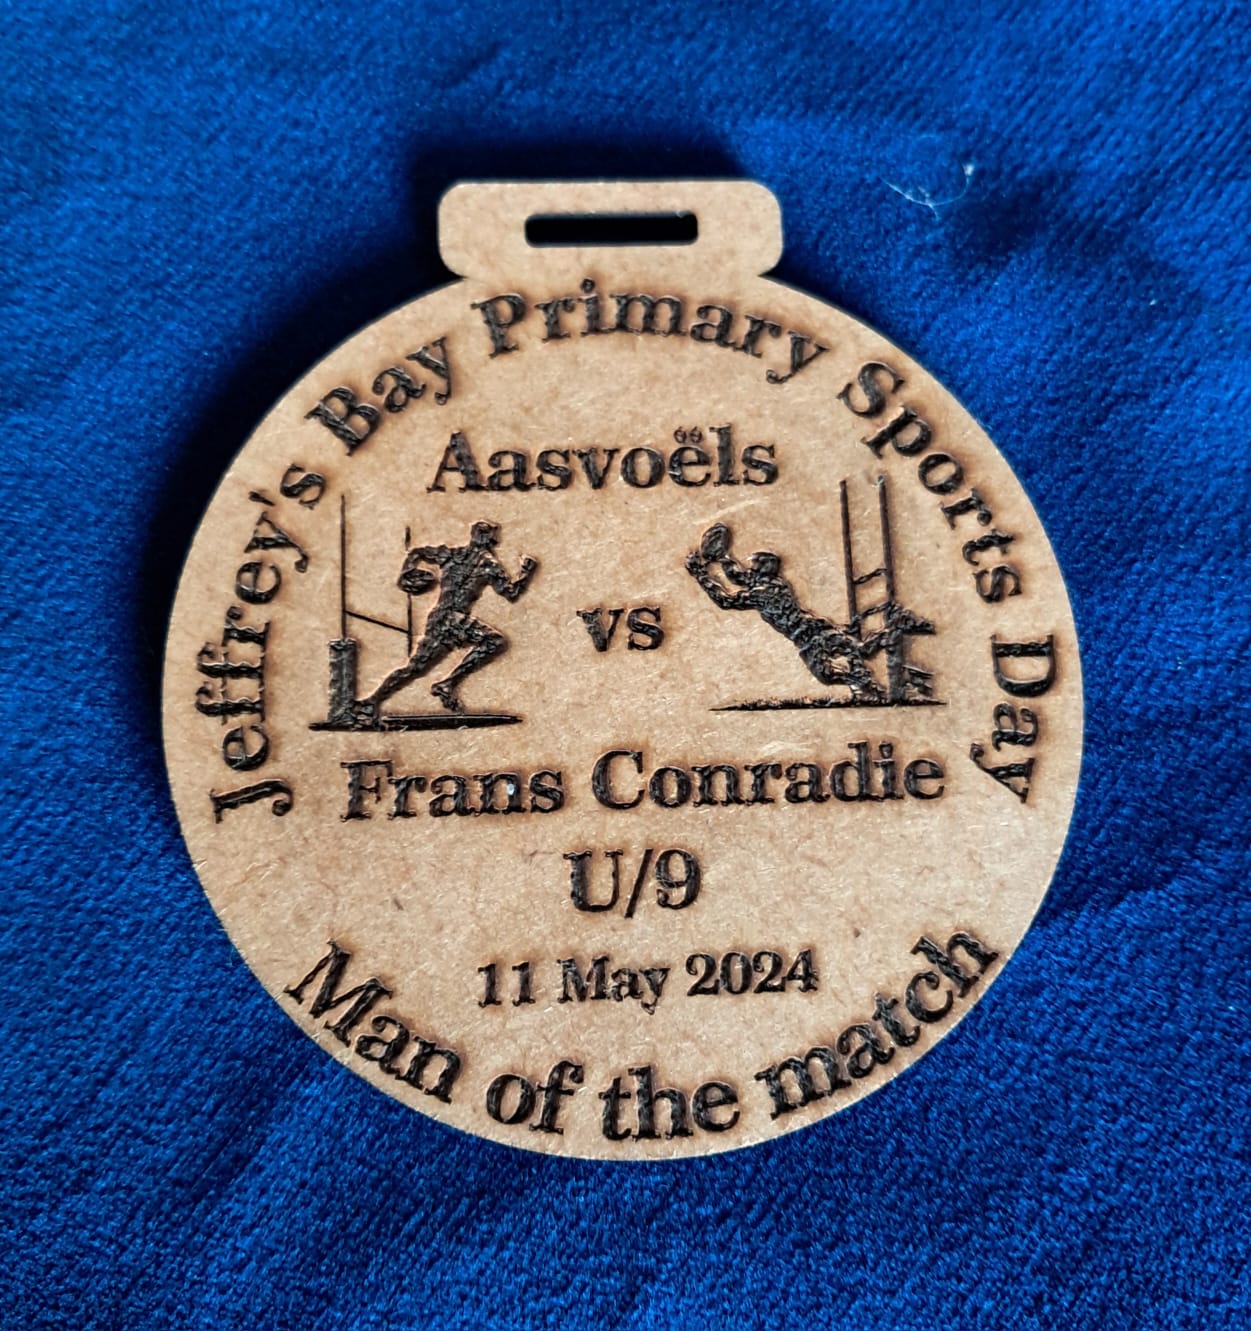 Jeffrey's Bay Primary Sports Day
Aasvoëls
vs
Frans Conradie
U/9
11 May 2024
Man of the match